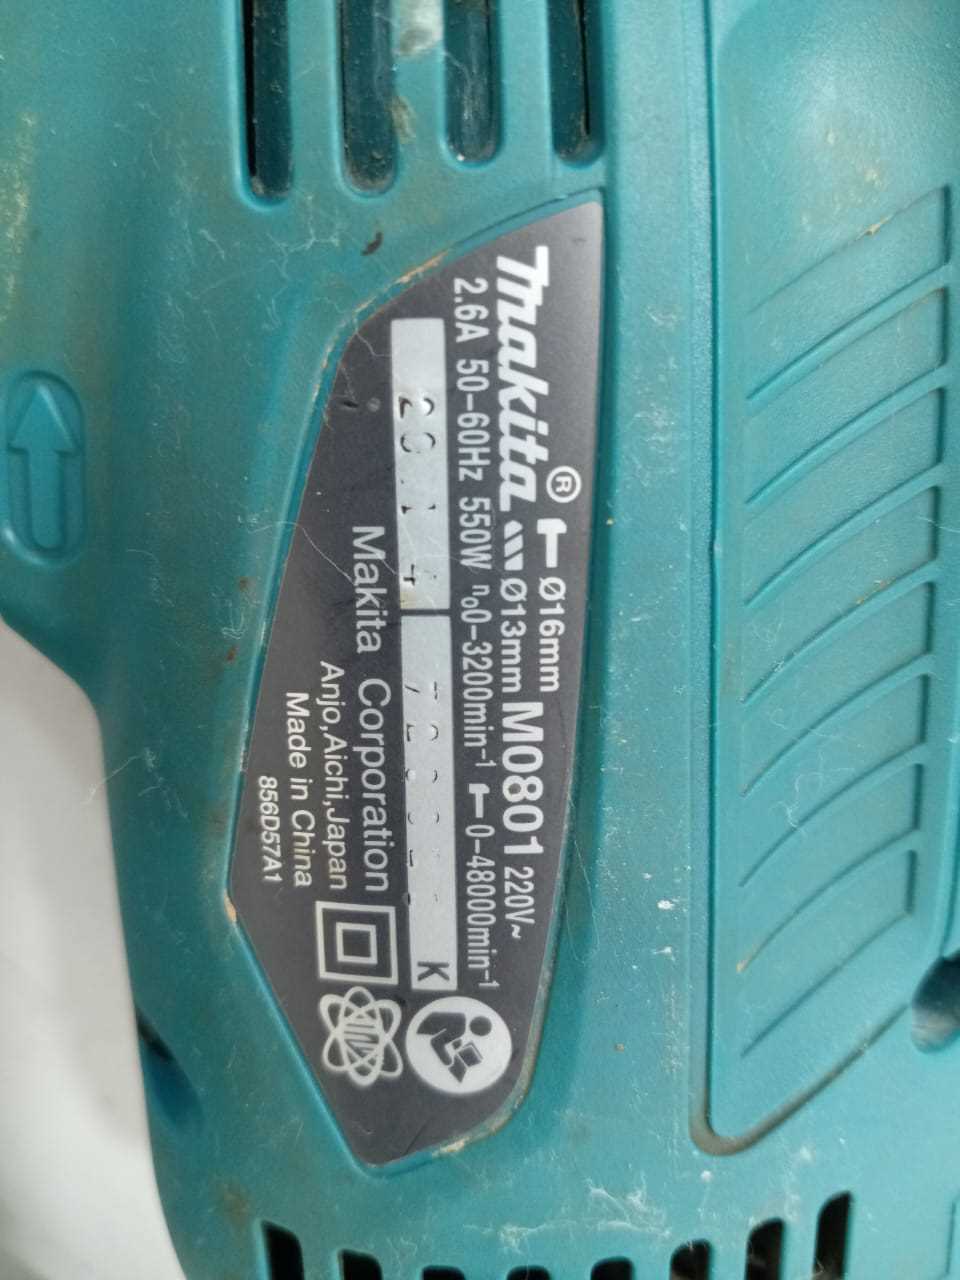 Makita®
Ø16mm
Ø13mm M0801 220V~
2.6A 50-60Hz 550W n₀0-3200min⁻¹ 0-48000min⁻¹
K
Makita Corporation
Anjo,Aichi,Japan
Made in China
856D57A1